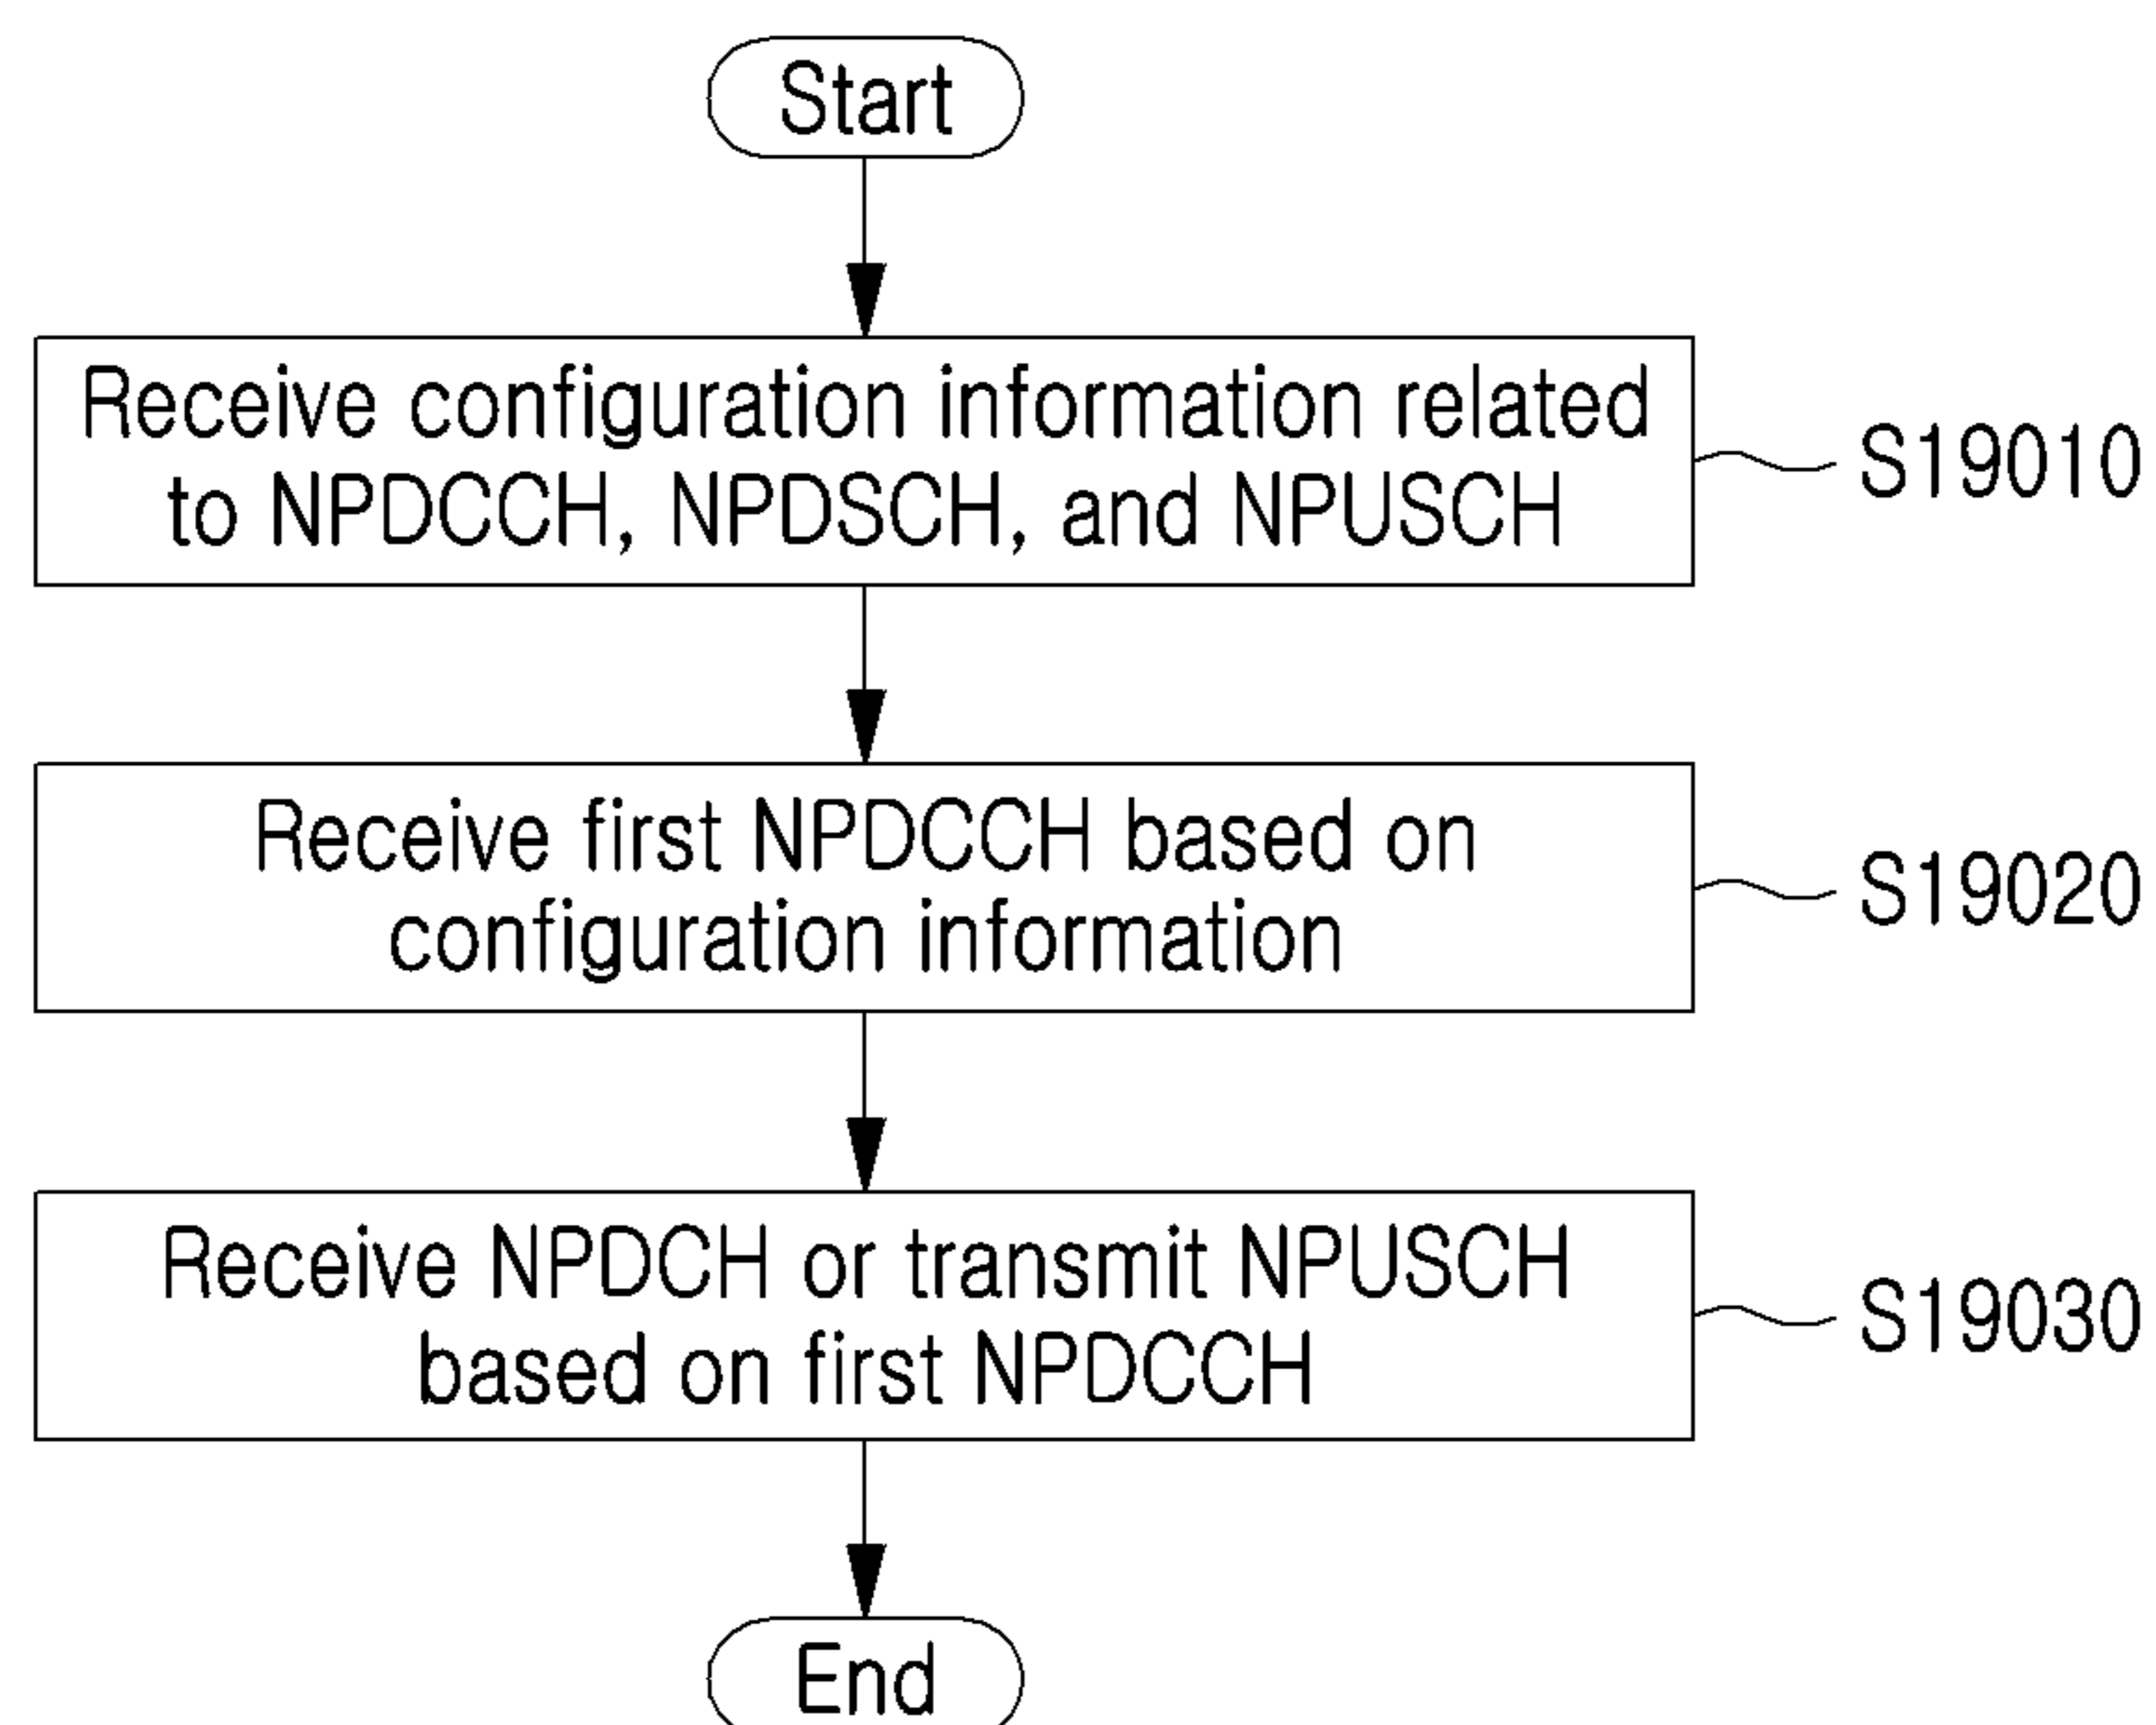 Start
Receive configuration information related
to NPDCCH, NPDSCH, and NPUSCH
S19010
Receive first NPDCCH based on
configuration information
S19020
Receive NPDCH or transmit NPUSCH
based on first NPDCCH
S19030
End